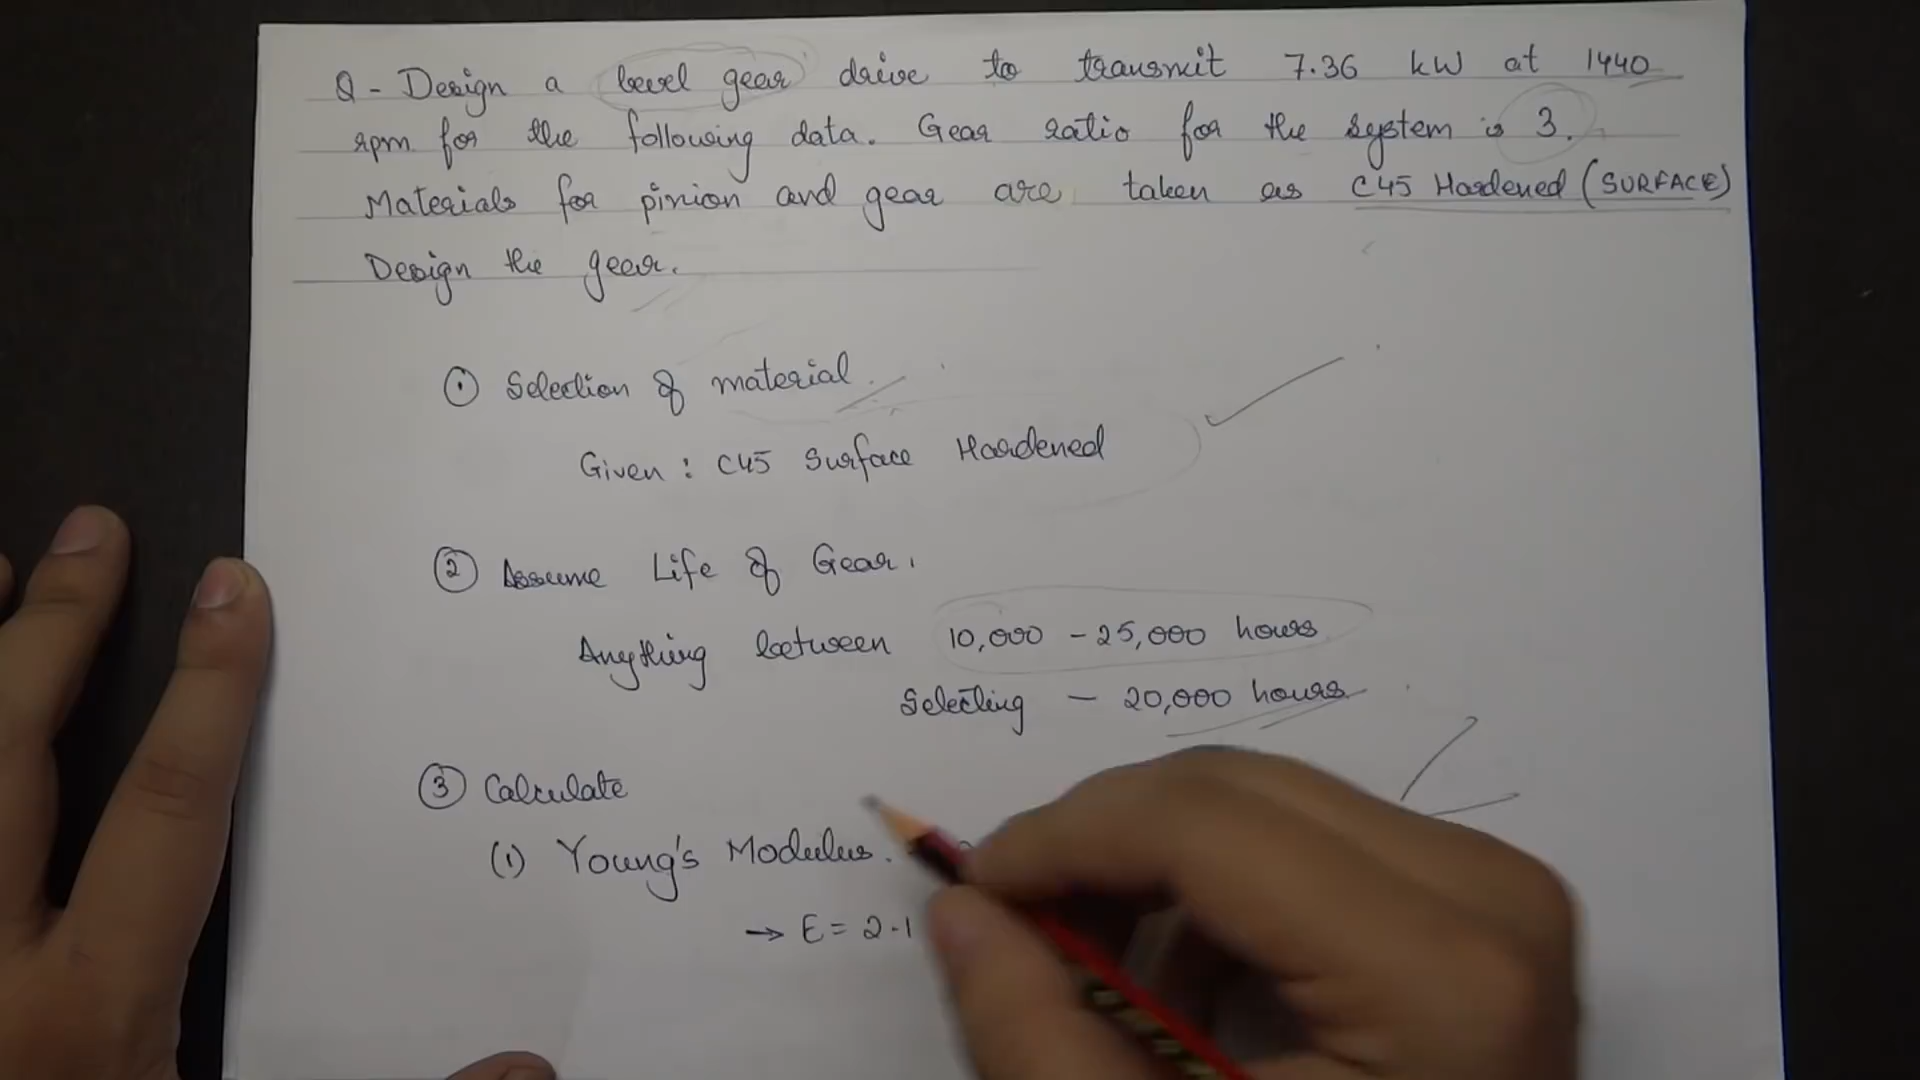 Q - Design a bevel gear drive to transmit 7.36 kW at 1440
rpm for the following data. Gear ratio for the system is 3.
Materials for pinion and gear are taken as C45 Hardened (SURFACE)
Design the gear.
① Selection of material.
Given : C45 Surface Hardened
② Assume Life of Gear.
Anything between 10,000 - 25,000 hours
Selecting - 20,000 hours
③ Calculate
(1) Young's Modulus.
→ E = 2.1